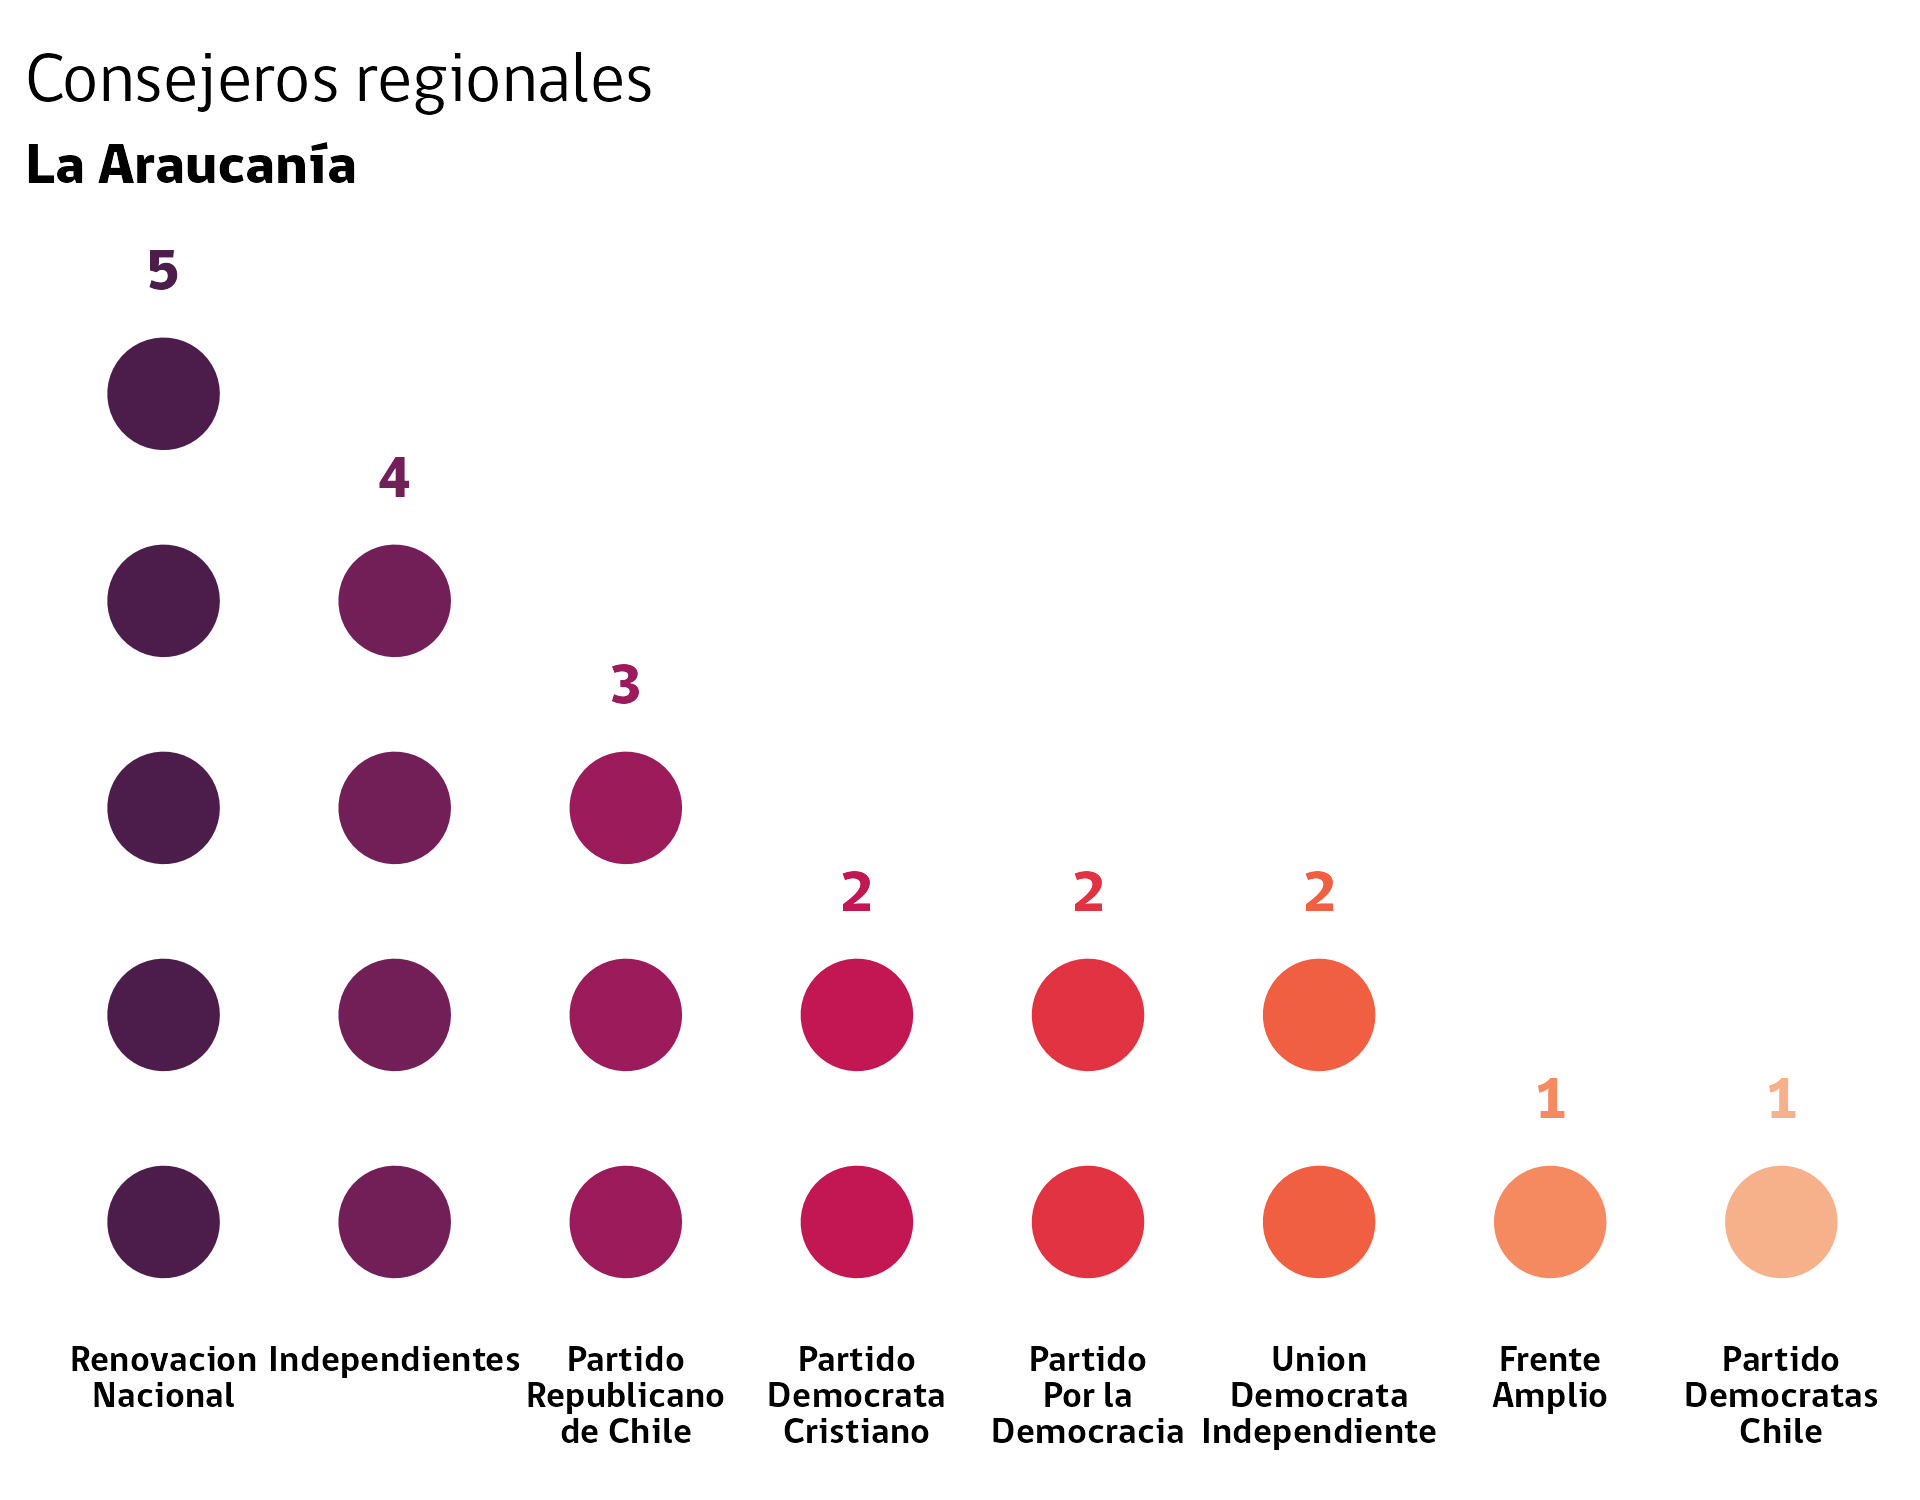 Consejeros regionales
La Araucanía
5
4
3
2
2
2
1
1
Renovacion
Nacional
Independientes
Partido
Republicano
de Chile
Partido
Democrata
Cristiano
Partido
Por la
Democracia
Union
Democrata
Independiente
Frente
Amplio
Partido
Democratas
Chile